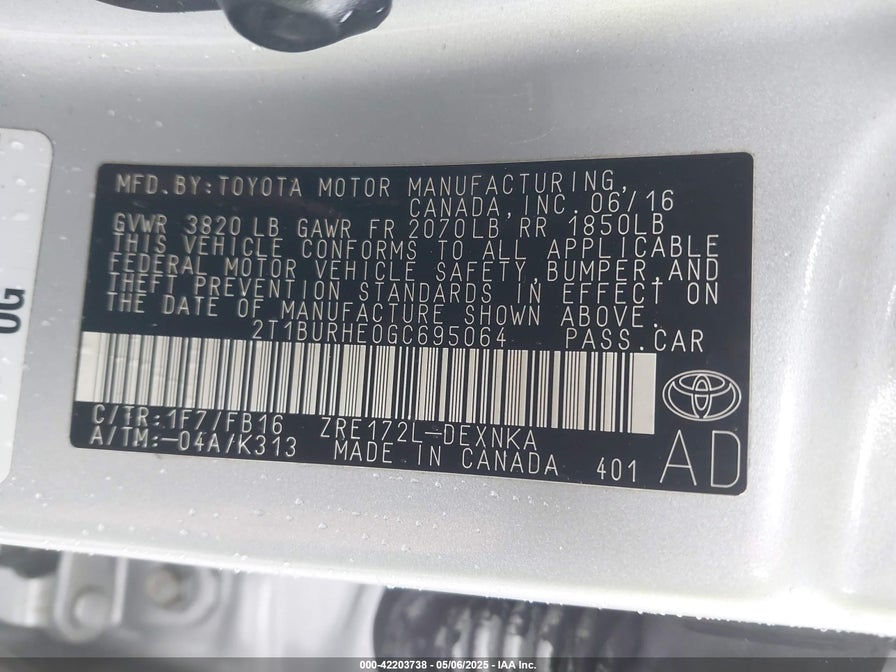 MFD.BY:TOYOTA MOTOR MANUFACTURING,
CANADA,INC. 06/16
GVWR 3820 LB GAWR FR 2070LB RR 1850LB
THIS VEHICLE CONFORMS TO ALL APPLICABLE
FEDERAL MOTOR VEHICLE SAFETY,BUMPER,AND
THEFT PREVENTION STANDARDS IN EFFECT ON
THE DATE OF MANUFACTURE SHOWN ABOVE.
2T1BURHE0GC695064 PASS.CAR
C/TR:1F7/FB16 ZRE172L-DEXNKA
A/TM:-04A/K313 MADE IN CANADA 401 AD
OG
000-42203738 - 05/06/2025 - IAA Inc.